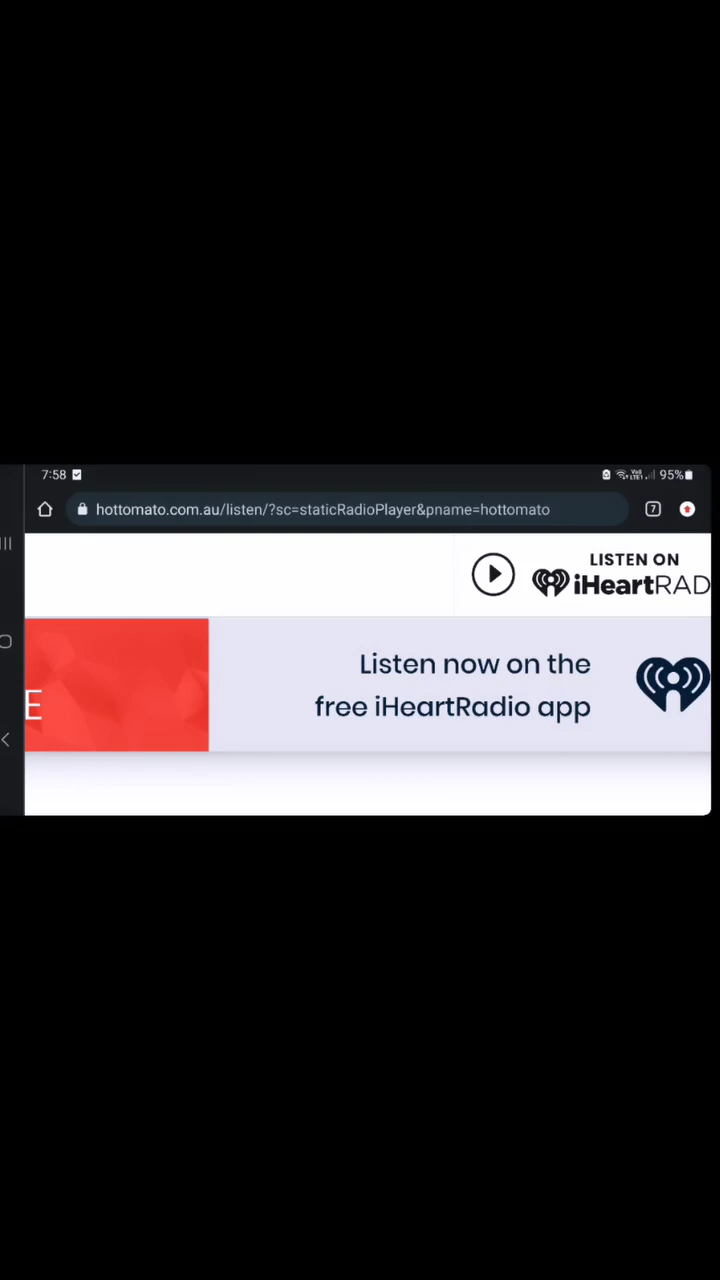 7:58
95%
hottomato.com.au/listen/?sc=staticRadioPlayer&pname=hottomato
7
LISTEN ON
iHeartRAD
E
Listen now on the
free iHeartRadio app